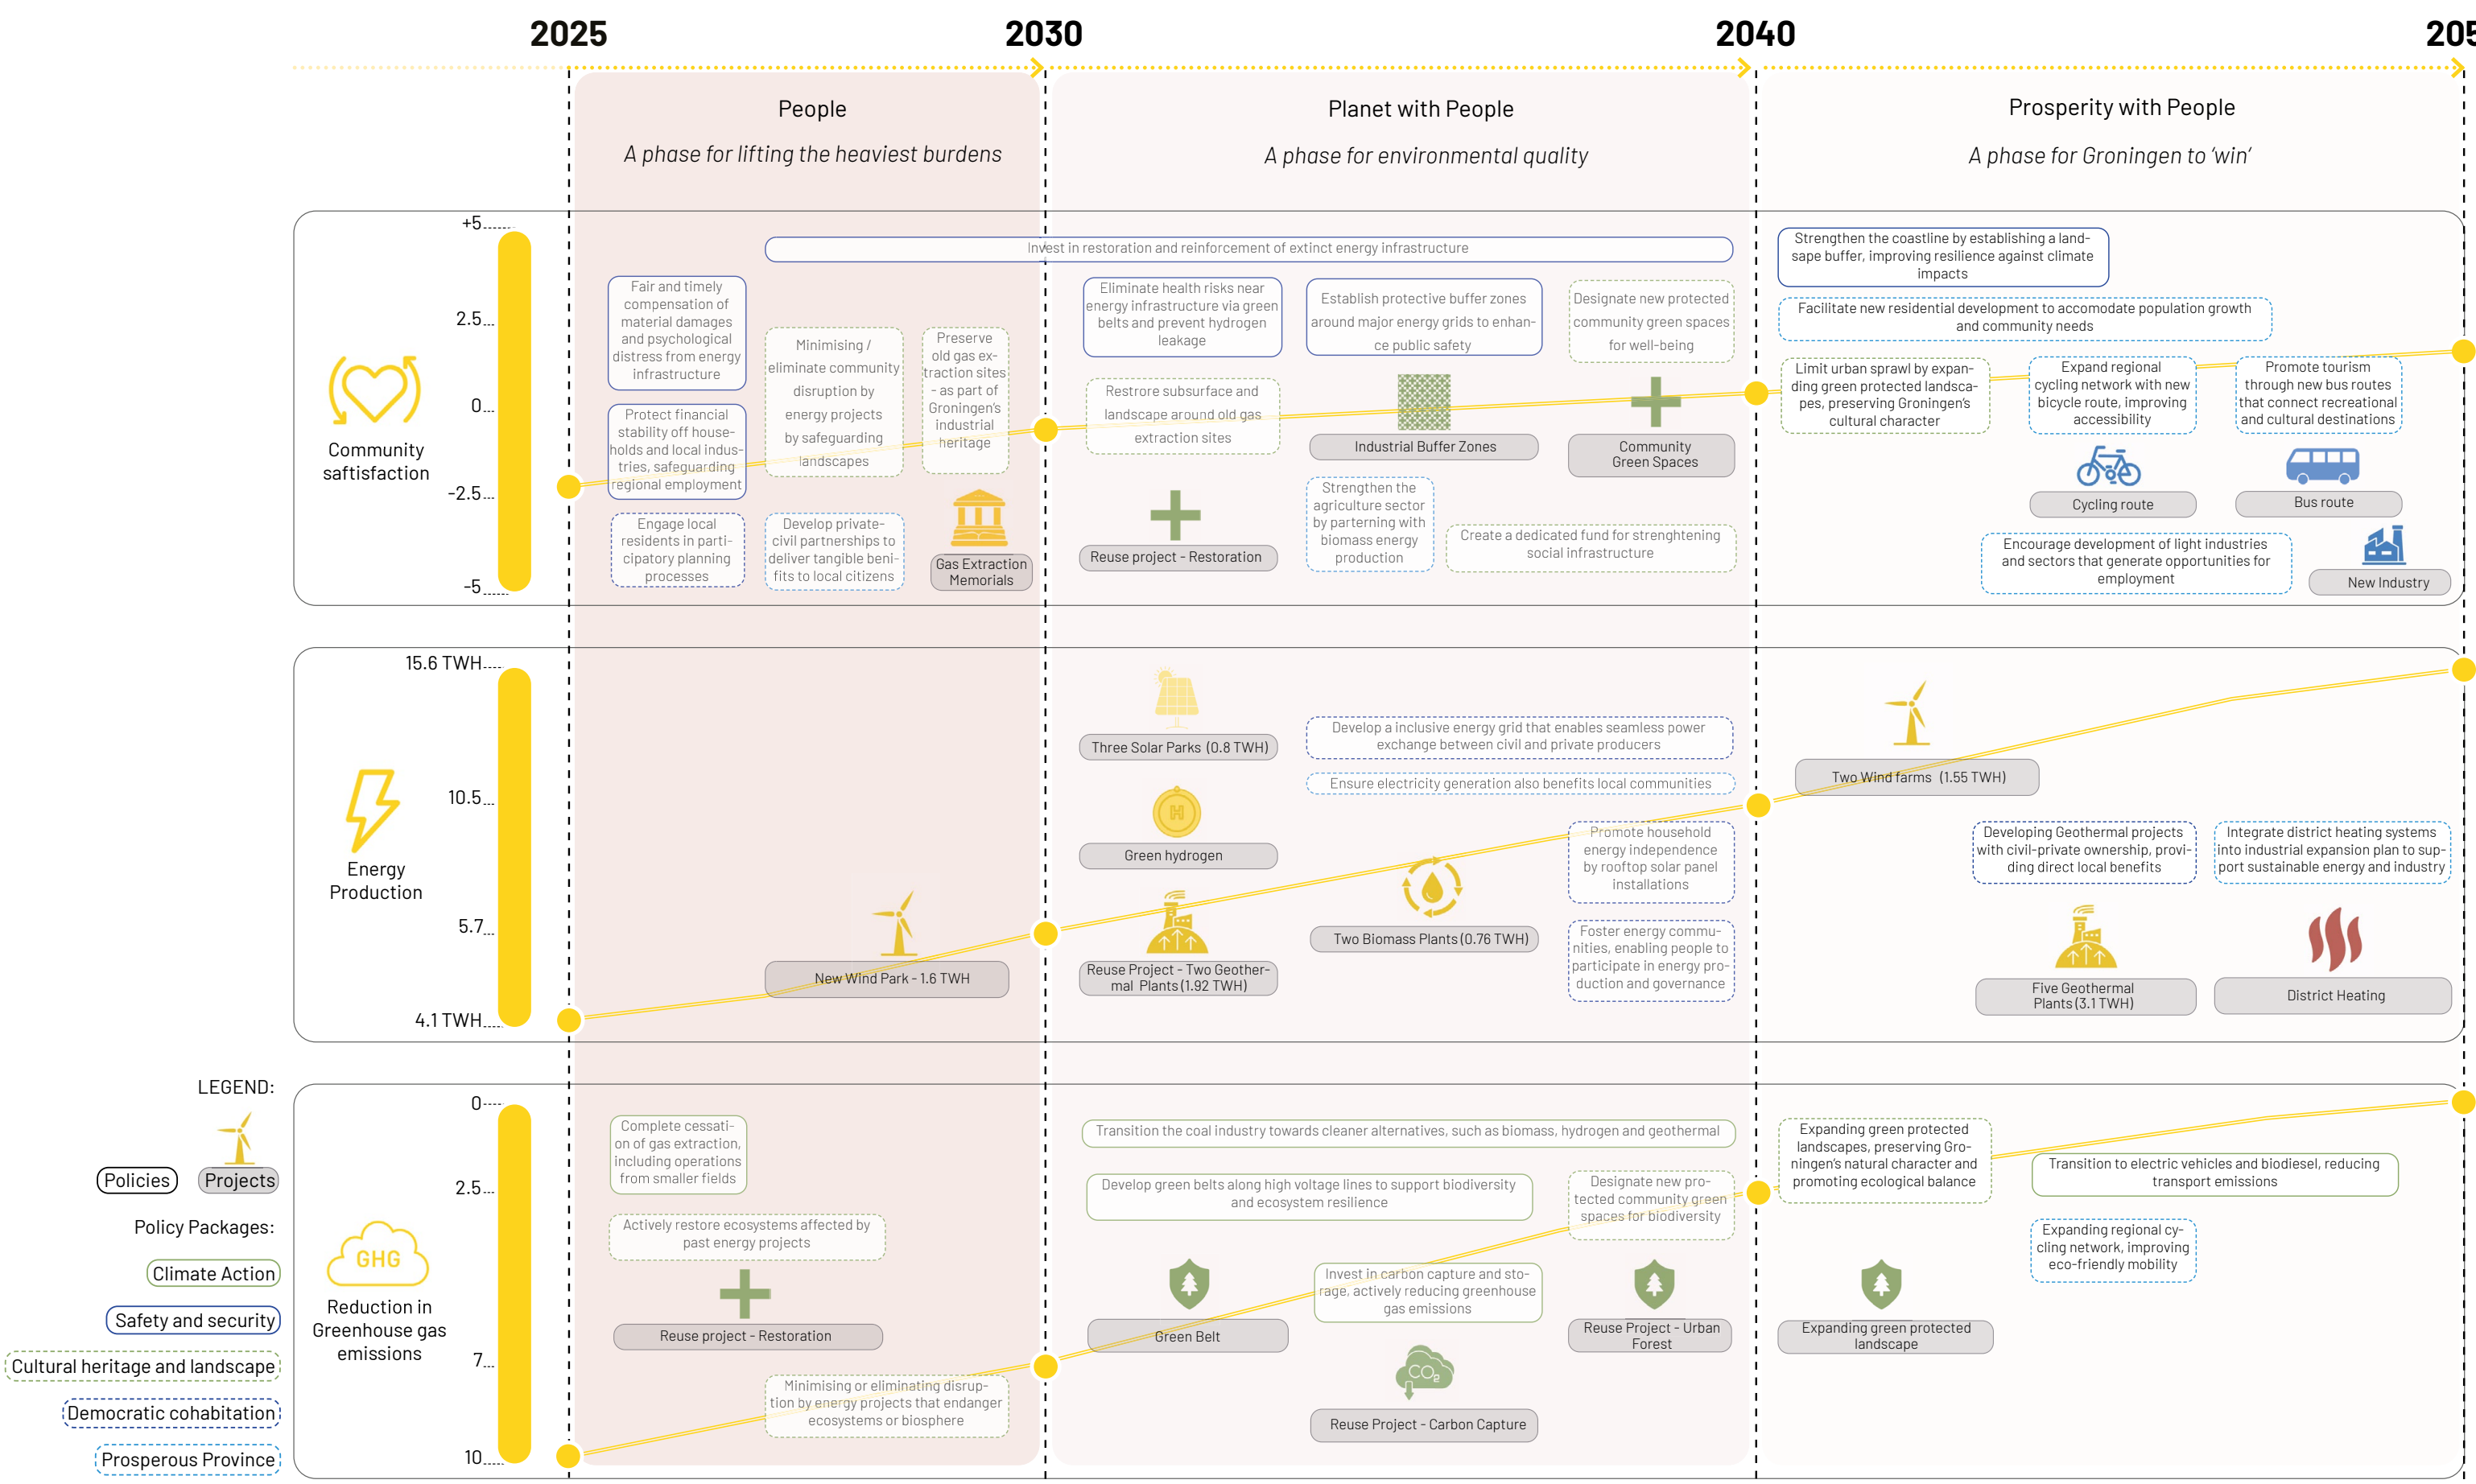 2025
2030
2040
205
People
A phase for lifting the heaviest burdens
Planet with People
A phase for environmental quality
Prosperity with People
A phase for Groningen to ‘win’
+5
2.5
0
-2.5
-5
Community
saftisfaction
Invest in restoration and reinforcement of extinct energy infrastructure
Fair and timely
compensation of
material damages
and psychological
distress from energy
infrastructure
Protect financial
stability off house-
holds and local indus-
tries, safeguarding
regional employment
Engage local
residents in parti-
cipatory planning
processes
Minimising /
eliminate community
disruption by
energy projects
by safeguarding
landscapes
Develop private-
civil partnerships to
deliver tangible beni-
fits to local citizens
Preserve
old gas ex-
traction sites
- as part of
Groningen’s
industrial
heritage
Gas Extraction
Memorials
Eliminate health risks near
energy infrastructure via green
belts and prevent hydrogen
leakage
Restrore subsurface and
landscape around old gas
extraction sites
Reuse project - Restoration
Establish protective buffer zones
around major energy grids to enhan-
ce public safety
Industrial Buffer Zones
Strengthen the
agriculture sector
by parterning with
biomass energy
production
Designate new protected
community green spaces
for well-being
Community
Green Spaces
Create a dedicated fund for strenghtening
social infrastructure
Strengthen the coastline by establishing a land-
sape buffer, improving resilience against climate
impacts
Facilitate new residential development to accomodate population growth
and community needs
Limit urban sprawl by expan-
ding green protected landsca-
pes, preserving Groningen’s
cultural character
Expand regional
cycling network with new
bicycle route, improving
accessibility
Cycling route
Promote tourism
through new bus routes
that connect recreational
and cultural destinations
Bus route
Encourage development of light industries
and sectors that generate opportunities for
employment
New Industry
15.6 TWH
10.5
5.7
4.1 TWH
Energy
Production
New Wind Park - 1.6 TWH
Three Solar Parks (0.8 TWH)
H
Green hydrogen
Reuse Project - Two Geother-
mal Plants (1.92 TWH)
Develop a inclusive energy grid that enables seamless power
exchange between civil and private producers
Ensure electricity generation also benefits local communities
Two Biomass Plants (0.76 TWH)
Promote household
energy independence
by rooftop solar panel
installations
Foster energy commu-
nities, enabling people to
participate in energy pro-
duction and governance
Two Wind farms (1.55 TWH)
Developing Geothermal projects
with civil-private ownership, provi-
ding direct local benefits
Integrate district heating systems
into industrial expansion plan to sup-
port sustainable energy and industry
Five Geothermal
Plants (3.1 TWH)
District Heating
LEGEND:
Policies
Projects
Policy Packages:
Climate Action
Safety and security
Cultural heritage and landscape
Democratic cohabitation
Prosperous Province
0
2.5
7
10
GHG
Reduction in
Greenhouse gas
emissions
Complete cessati-
on of gas extraction,
including operations
from smaller fields
Actively restore ecosystems affected by
past energy projects
Reuse project - Restoration
Minimising or eliminating disrup-
tion by energy projects that endanger
ecosystems or biosphere
Transition the coal industry towards cleaner alternatives, such as biomass, hydrogen and geothermal
Develop green belts along high voltage lines to support biodiversity
and ecosystem resilience
Designate new pro-
tected community green
spaces for biodiversity
Green Belt
Invest in carbon capture and sto-
rage, actively reducing greenhouse
gas emissions
CO2
Reuse Project - Carbon Capture
Reuse Project - Urban
Forest
Expanding green protected
landscapes, preserving Gro-
ningen’s natural character and
promoting ecological balance
Transition to electric vehicles and biodiesel, reducing
transport emissions
Expanding regional cy-
cling network, improving
eco-friendly mobility
Expanding green protected
landscape